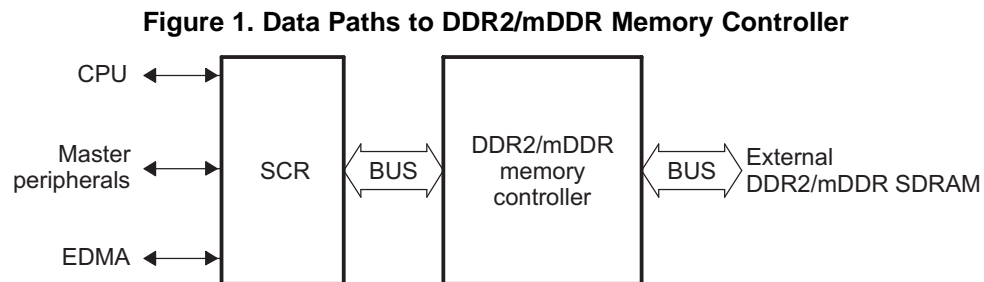 Figure 1. Data Paths to DDR2/mDDR Memory Controller
CPU
Master
peripherals
EDMA
SCR
BUS
DDR2/mDDR
memory
controller
BUS
External
DDR2/mDDR SDRAM